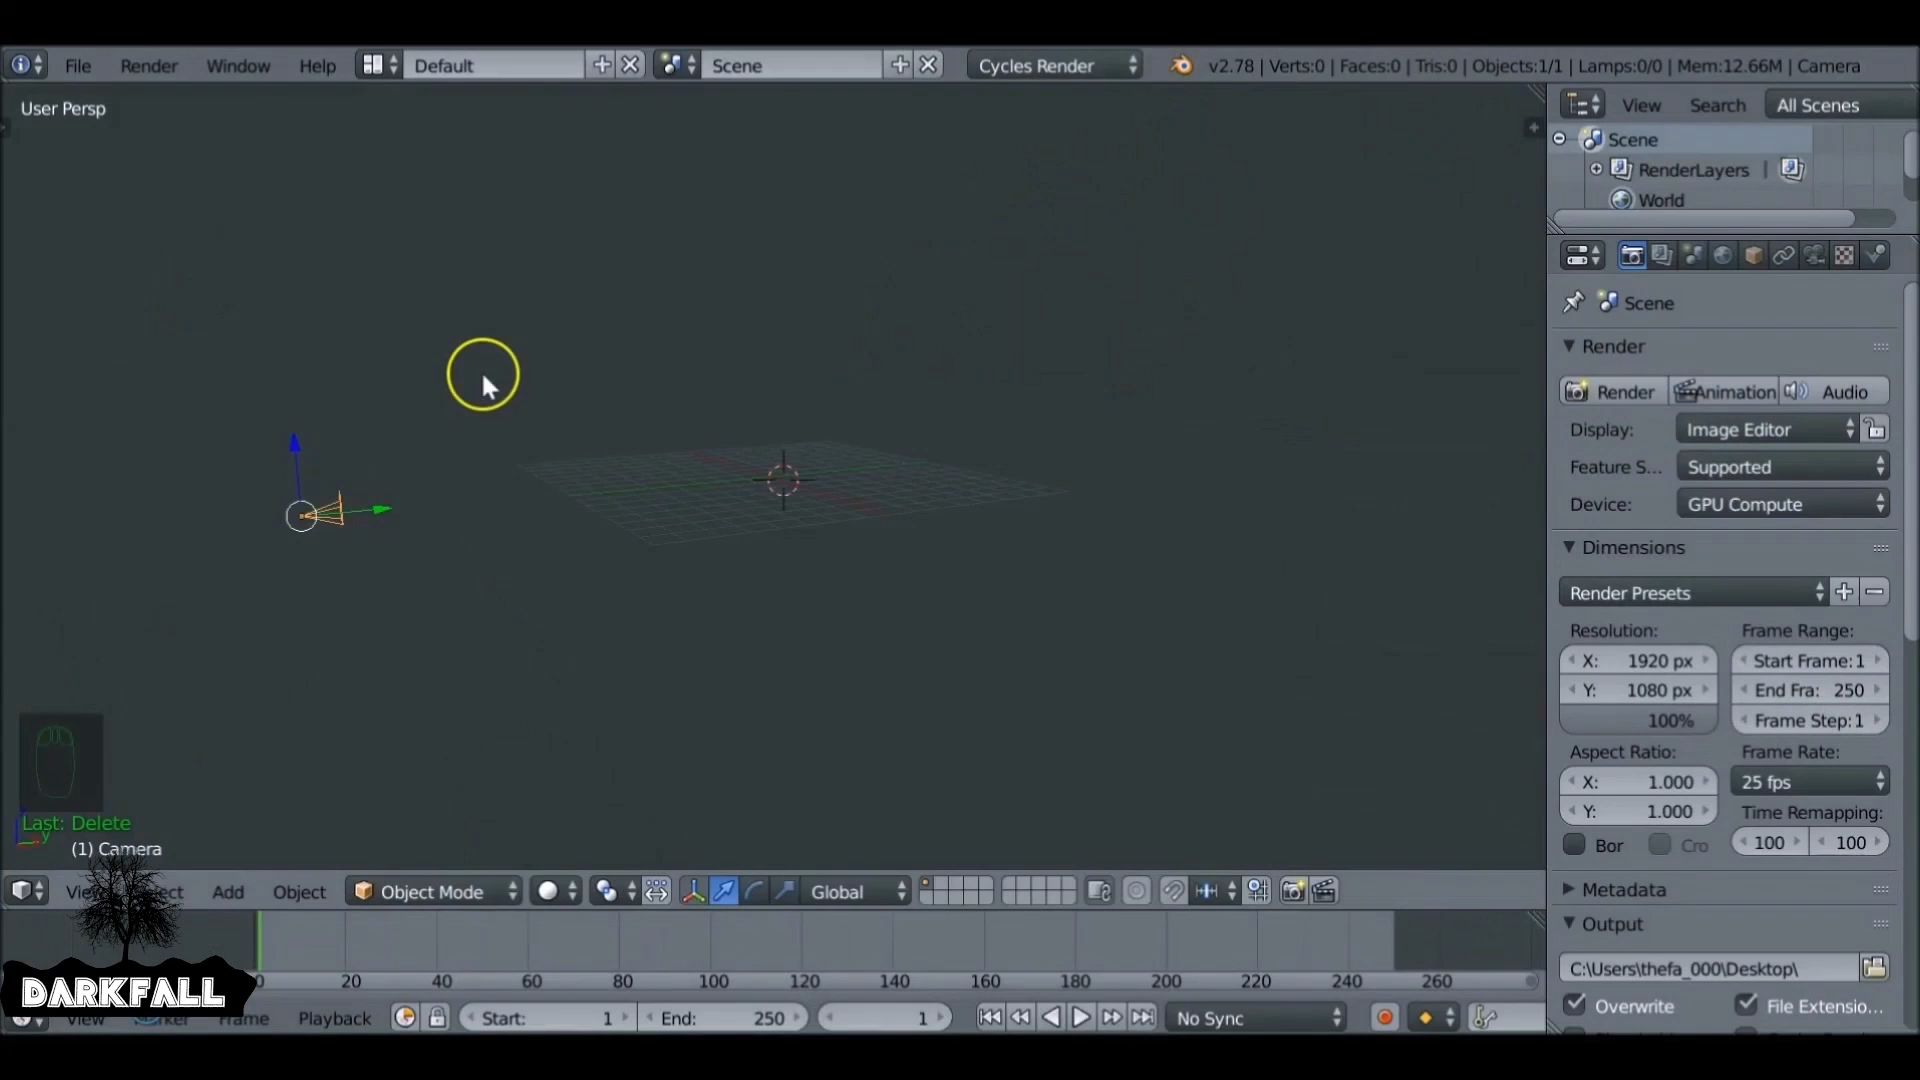 File Render Window Help Default Scene Cycles Render v2.78 | Verts:0 | Faces:0 | Tris:0 | Objects:1/1 | Lamps:0/0 | Mem:12.66M | Camera
User Persp
View Search All Scenes
Scene
RenderLayers
World
Scene
Render
Render Animation Audio
Display: Image Editor
Feature S... Supported
Device: GPU Compute
Dimensions
Render Presets
Resolution: Frame Range:
X: 1920 px Start Frame: 1
Y: 1080 px End Fra: 250
100% Frame Step: 1
Aspect Ratio: Frame Rate:
X: 1.000 25 fps
Y: 1.000 Time Remapping:
Bor Cro 100 100
Metadata
Output
C:\Users\thefa_000\Desktop\
Overwrite File Extensio...
Last: Delete
(1) Camera
Add Object Object Mode Global
20 40 60 80 100 120 140 160 180 200 220 240 260
DARKFALL
View Frame Playback Start: 1 End: 250 1 No Sync